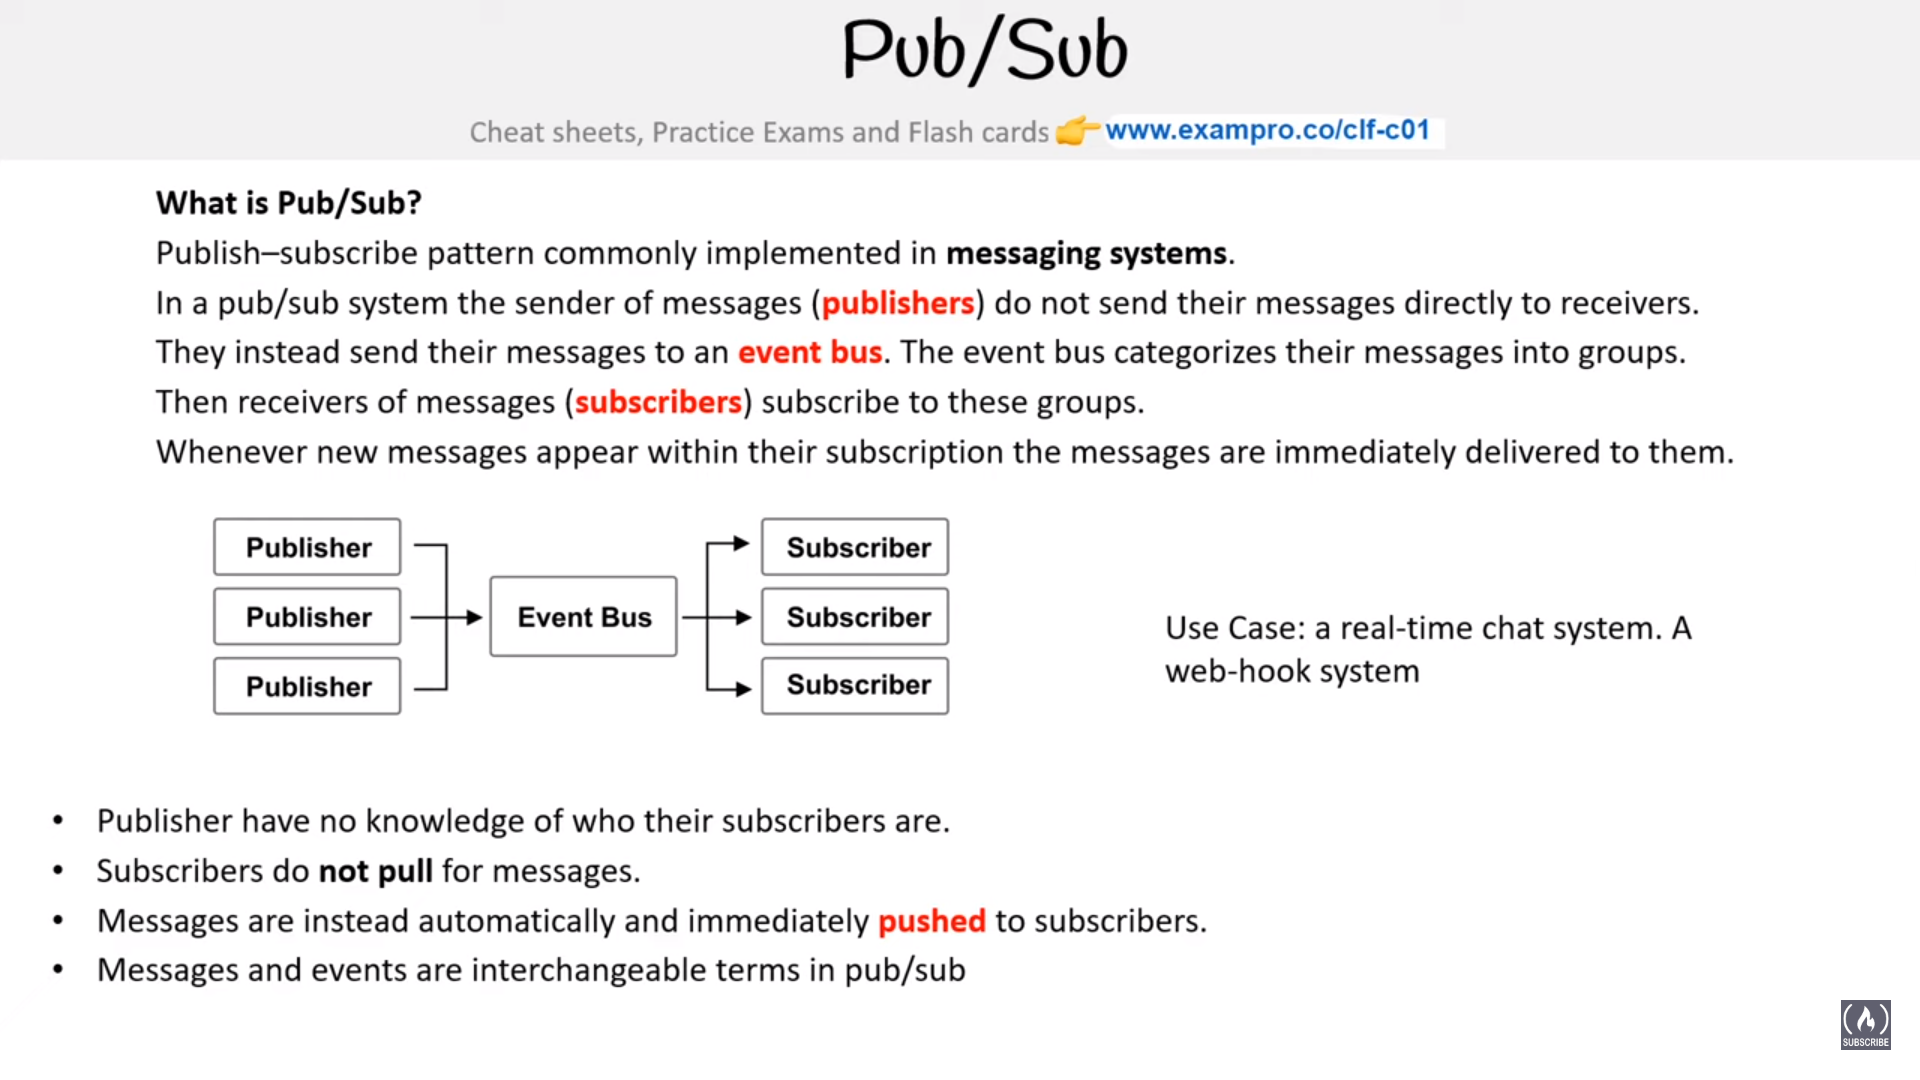 Pub/Sub
Cheat sheets, Practice Exams and Flash cards 👉 www.exampro.co/clf-c01
What is Pub/Sub?
Publish–subscribe pattern commonly implemented in messaging systems.
In a pub/sub system the sender of messages (publishers) do not send their messages directly to receivers.
They instead send their messages to an event bus. The event bus categorizes their messages into groups.
Then receivers of messages (subscribers) subscribe to these groups.
Whenever new messages appear within their subscription the messages are immediately delivered to them.
Publisher
Publisher
Publisher
Event Bus
Subscriber
Subscriber
Subscriber
Use Case: a real-time chat system. A
web-hook system
• Publisher have no knowledge of who their subscribers are.
• Subscribers do not pull for messages.
• Messages are instead automatically and immediately pushed to subscribers.
• Messages and events are interchangeable terms in pub/sub
SUBSCRIBE